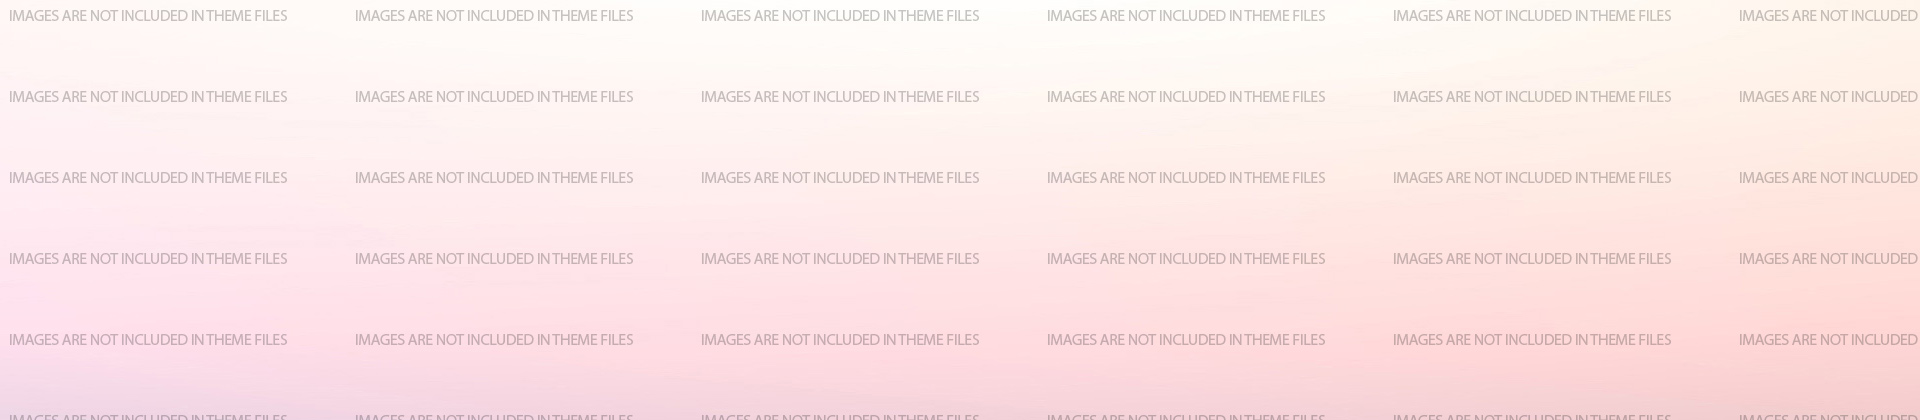 IMAGES ARE NOT INCLUDED IN THEME FILES IMAGES ARE NOT INCLUDED IN THEME FILES IMAGES ARE NOT INCLUDED IN THEME FILES IMAGES ARE NOT INCLUDED IN THEME FILES IMAGES ARE NOT INCLUDED IN THEME FILES IMAGES ARE NOT INCLUDED
IMAGES ARE NOT INCLUDED IN THEME FILES IMAGES ARE NOT INCLUDED IN THEME FILES IMAGES ARE NOT INCLUDED IN THEME FILES IMAGES ARE NOT INCLUDED IN THEME FILES IMAGES ARE NOT INCLUDED IN THEME FILES IMAGES ARE NOT INCLUDED
IMAGES ARE NOT INCLUDED IN THEME FILES IMAGES ARE NOT INCLUDED IN THEME FILES IMAGES ARE NOT INCLUDED IN THEME FILES IMAGES ARE NOT INCLUDED IN THEME FILES IMAGES ARE NOT INCLUDED IN THEME FILES IMAGES ARE NOT INCLUDED
IMAGES ARE NOT INCLUDED IN THEME FILES IMAGES ARE NOT INCLUDED IN THEME FILES IMAGES ARE NOT INCLUDED IN THEME FILES IMAGES ARE NOT INCLUDED IN THEME FILES IMAGES ARE NOT INCLUDED IN THEME FILES IMAGES ARE NOT INCLUDED
IMAGES ARE NOT INCLUDED IN THEME FILES IMAGES ARE NOT INCLUDED IN THEME FILES IMAGES ARE NOT INCLUDED IN THEME FILES IMAGES ARE NOT INCLUDED IN THEME FILES IMAGES ARE NOT INCLUDED IN THEME FILES IMAGES ARE NOT INCLUDED